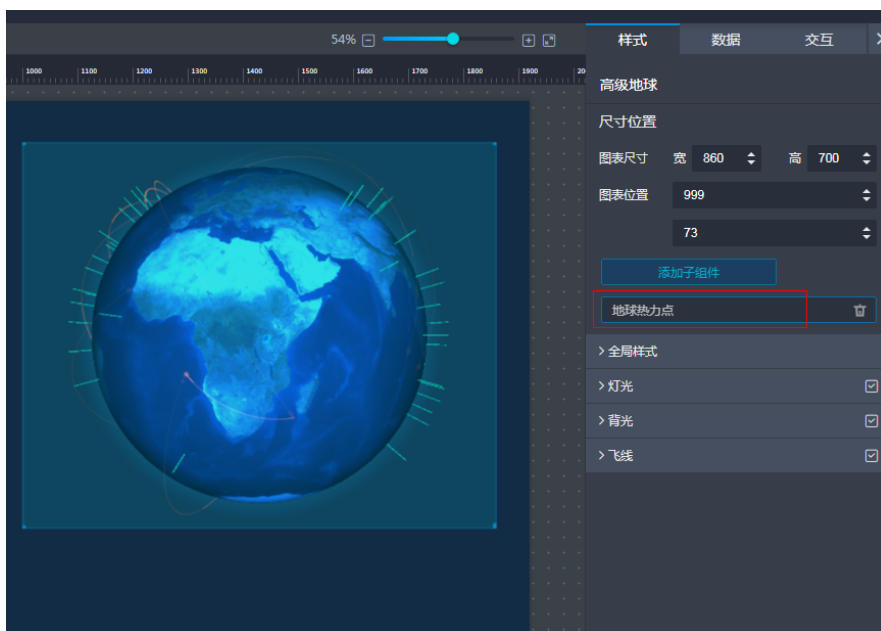 54%
样式 数据 交互
1000 1100 1200 1300 1400 1500 1600 1700 1800 1900 20
高级地球
尺寸位置
图表尺寸 宽 860 高 700
图表位置 999
73
添加子组件
地球热力点
全局样式
灯光
背光
飞线